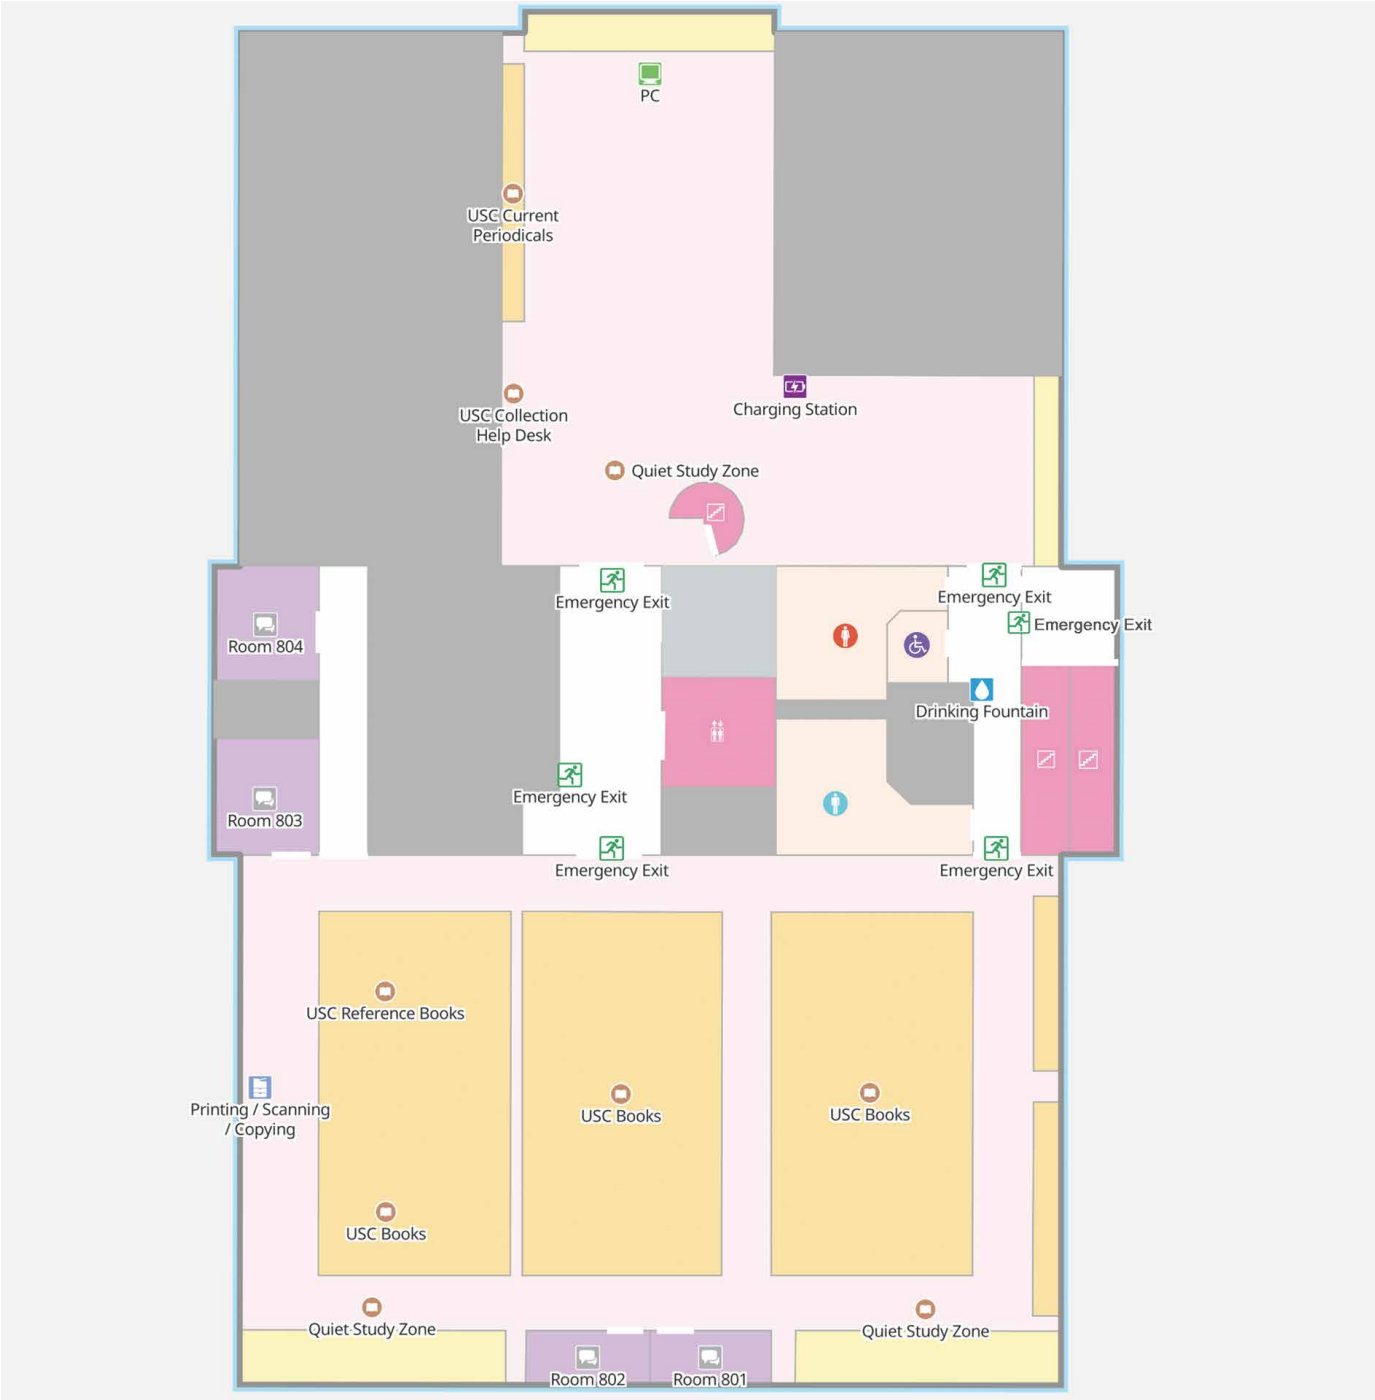 PC
USC Current
Periodicals
Charging Station
USC Collection
Help Desk
Quiet Study Zone
Emergency Exit
Emergency Exit
Emergency Exit
Room 804
Drinking Fountain
Emergency Exit
Room 803
Emergency Exit
Emergency Exit
USC Reference Books
Printing / Scanning
/ Copying
USC Books
USC Books
USC Books
Quiet Study Zone
Quiet Study Zone
Room 802
Room 801